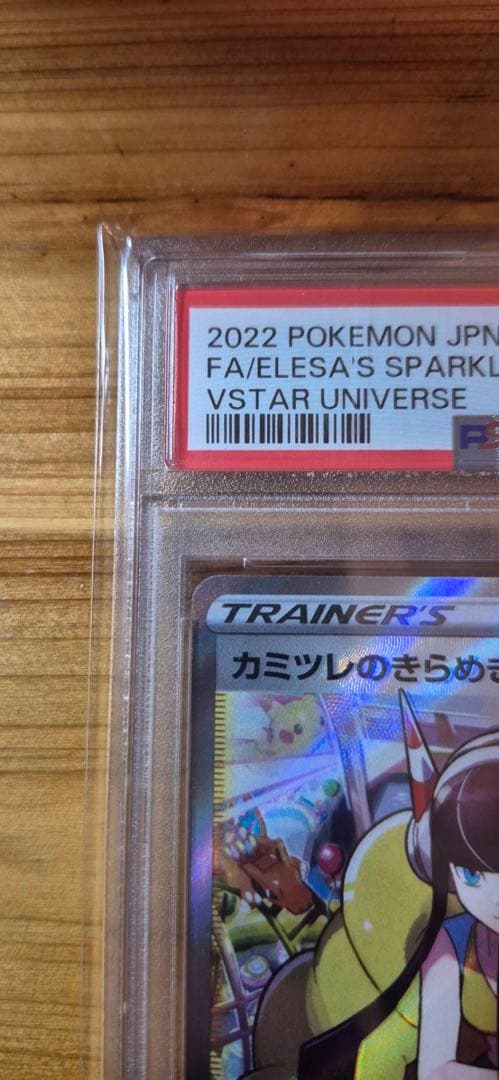 2022 POKEMON JPN
FA/ELESA'S SPARKL
VSTAR UNIVERSE
TRAINER'S
カミツレのきらめき